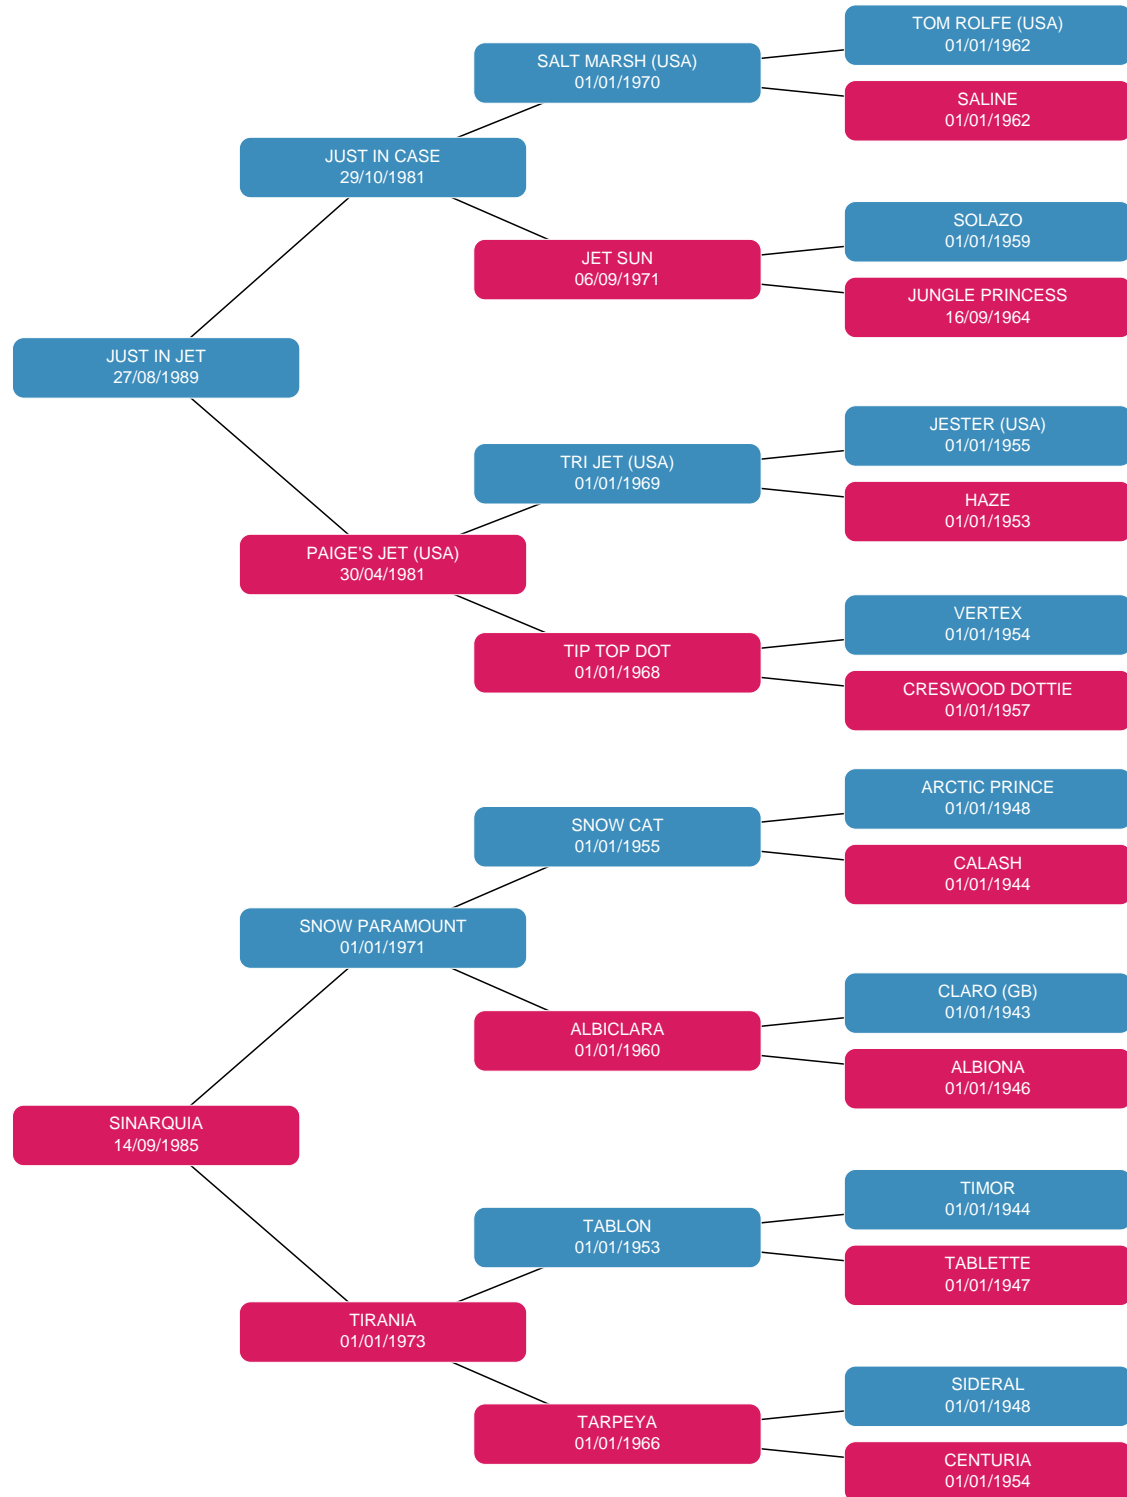 TOM ROLFE (USA)
01/01/1962
SALT MARSH (USA)
01/01/1970
SALINE
01/01/1962
JUST IN CASE
29/10/1981
SOLAZO
01/01/1959
JET SUN
06/09/1971
JUNGLE PRINCESS
16/09/1964
JUST IN JET
27/08/1989
JESTER (USA)
01/01/1955
TRI JET (USA)
01/01/1969
HAZE
01/01/1953
PAIGE'S JET (USA)
30/04/1981
VERTEX
01/01/1954
TIP TOP DOT
01/01/1968
CRESWOOD DOTTIE
01/01/1957
ARCTIC PRINCE
01/01/1948
SNOW CAT
01/01/1955
CALASH
01/01/1944
SNOW PARAMOUNT
01/01/1971
CLARO (GB)
01/01/1943
ALBICLARA
01/01/1960
ALBIONA
01/01/1946
SINARQUIA
14/09/1985
TIMOR
01/01/1944
TABLON
01/01/1953
TABLETTE
01/01/1947
TIRANIA
01/01/1973
SIDERAL
01/01/1948
TARPEYA
01/01/1966
CENTURIA
01/01/1954